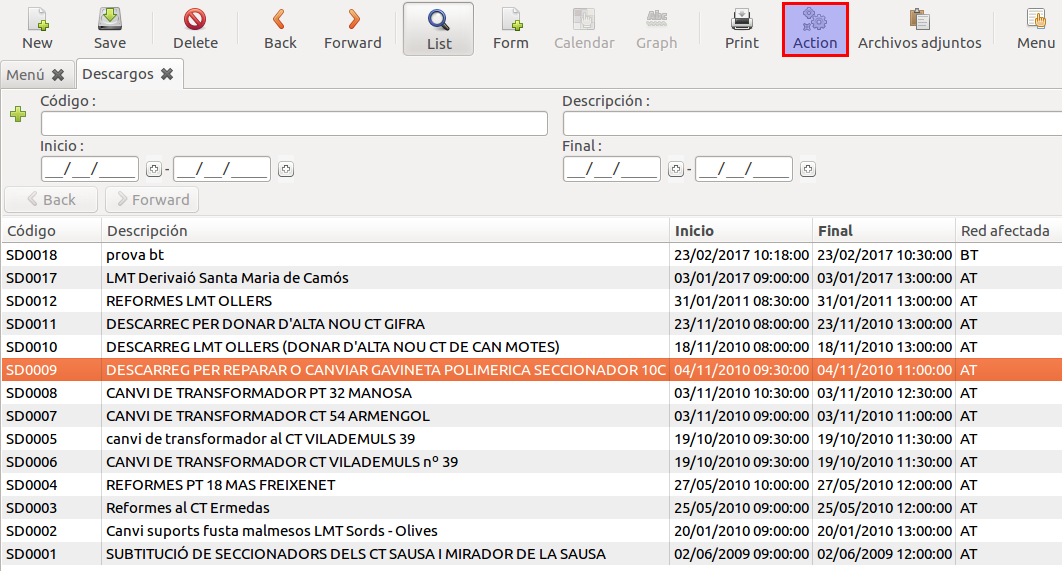 New Save Delete Back Forward List Form Calendar Graph Print Action Archivos adjuntos Menu
Menú Descargos
Código : Descripción :
Inicio : Final :
__/__/____ - __/__/____ __/__/____ - __/__/____
Back Forward
Código Descripción Inicio Final Red afectada
SD0018 prova bt 23/02/2017 10:18:00 23/02/2017 10:30:00 BT
SD0017 LMT Derivaió Santa Maria de Camós 03/01/2017 09:00:00 03/01/2017 13:00:00 AT
SD0012 REFORMES LMT OLLERS 31/01/2011 08:30:00 31/01/2011 13:00:00 AT
SD0011 DESCARREC PER DONAR D'ALTA NOU CT GIFRA 23/11/2010 08:00:00 23/11/2010 13:00:00 AT
SD0010 DESCARREG LMT OLLERS (DONAR D'ALTA NOU CT DE CAN MOTES) 18/11/2010 08:00:00 18/11/2010 13:00:00 AT
SD0009 DESCARREG PER REPARAR O CANVIAR GAVINETA POLIMERICA SECCIONADOR 10C 04/11/2010 09:30:00 04/11/2010 11:00:00 AT
SD0008 CANVI DE TRANSFORMADOR PT 32 MANOSA 03/11/2010 10:30:00 03/11/2010 12:30:00 AT
SD0007 CANVI DE TRANSFORMADOR CT 54 ARMENGOL 03/11/2010 09:00:00 03/11/2010 11:00:00 AT
SD0005 canvi de transformador al CT VILADEMULS 39 19/10/2010 09:30:00 19/10/2010 11:30:00 AT
SD0006 CANVI DE TRANSFORMADOR CT VILADEMULS nº 39 19/10/2010 09:30:00 19/10/2010 11:30:00 AT
SD0004 REFORMES PT 18 MAS FREIXENET 27/05/2010 10:00:00 27/05/2010 12:00:00 AT
SD0003 Reformes al CT Ermedas 25/05/2010 09:00:00 25/05/2010 12:00:00 AT
SD0002 Canvi suports fusta malmesos LMT Sords - Olives 20/01/2010 09:00:00 20/01/2010 13:00:00 AT
SD0001 SUBTITUCIÓ DE SECCIONADORS DELS CT SAUSA I MIRADOR DE LA SAUSA 02/06/2009 09:00:00 02/06/2009 12:00:00 AT